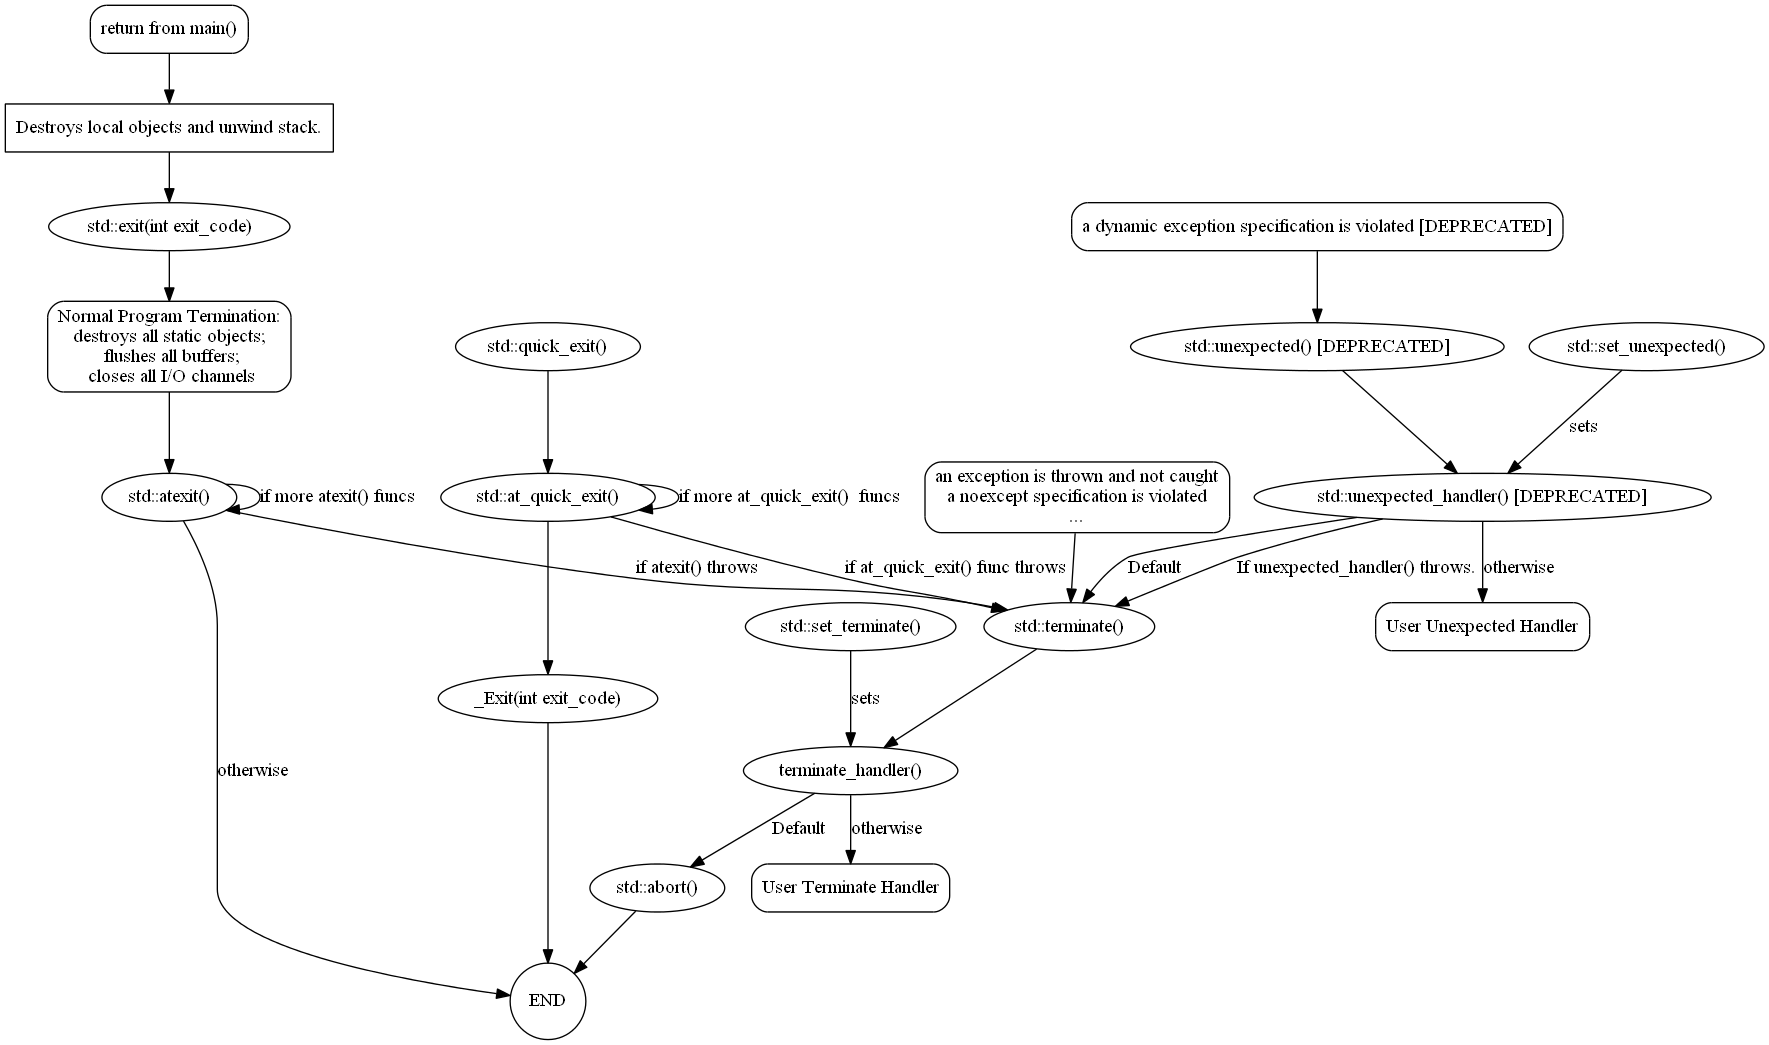 return from main()
Destroys local objects and unwind stack.
std::exit(int exit_code)
a dynamic exception specification is violated [DEPRECATED]
Normal Program Termination:
destroys all static objects;
flushes all buffers;
closes all I/O channels
std::quick_exit()
std::unexpected() [DEPRECATED]
std::set_unexpected()
sets
std::atexit()
if more atexit() funcs
std::at_quick_exit()
if more at_quick_exit()  funcs
an exception is thrown and not caught
a noexcept specification is violated
...
std::unexpected_handler() [DEPRECATED]
if atexit() throws
if at_quick_exit() func throws
Default
If unexpected_handler() throws.
otherwise
std::set_terminate()
std::terminate()
User Unexpected Handler
_Exit(int exit_code)
sets
otherwise
terminate_handler()
Default
otherwise
std::abort()
User Terminate Handler
END